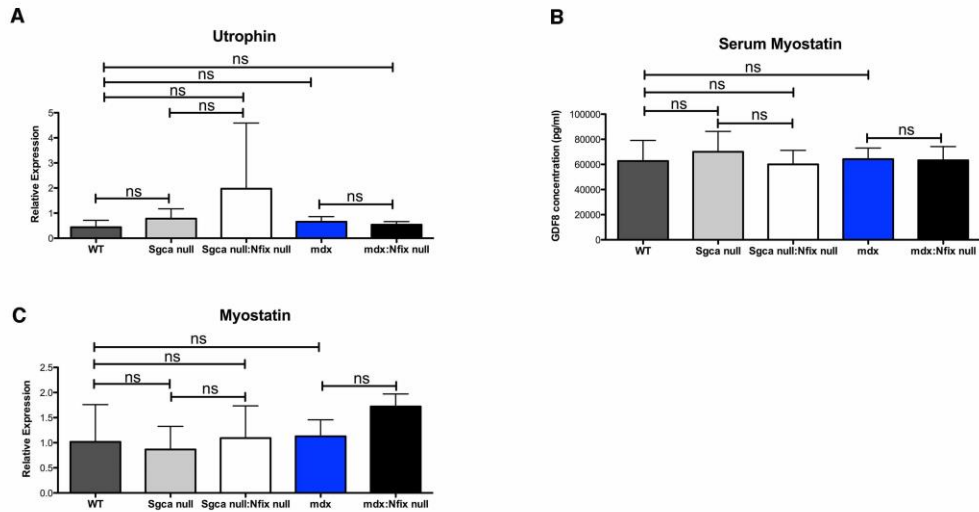 A
Utrophin
ns
ns
ns
ns
ns
ns
Relative Expression
5
4
3
2
1
0
WT
Sgca null
Sgca null:Nfix null
mdx
mdx:Nfix null
B
Serum Myostatin
ns
ns
ns
ns
ns
GDF8 concentration (pg/ml)
100000
80000
60000
40000
20000
0
WT
Sgca null
Sgca null:Nfix null
mdx
mdx:Nfix null
C
Myostatin
ns
ns
ns
ns
ns
Relative Expression
2.5
2.0
1.5
1.0
0.5
0.0
WT
Sgca null
Sgca null:Nfix null
mdx
mdx:Nfix null